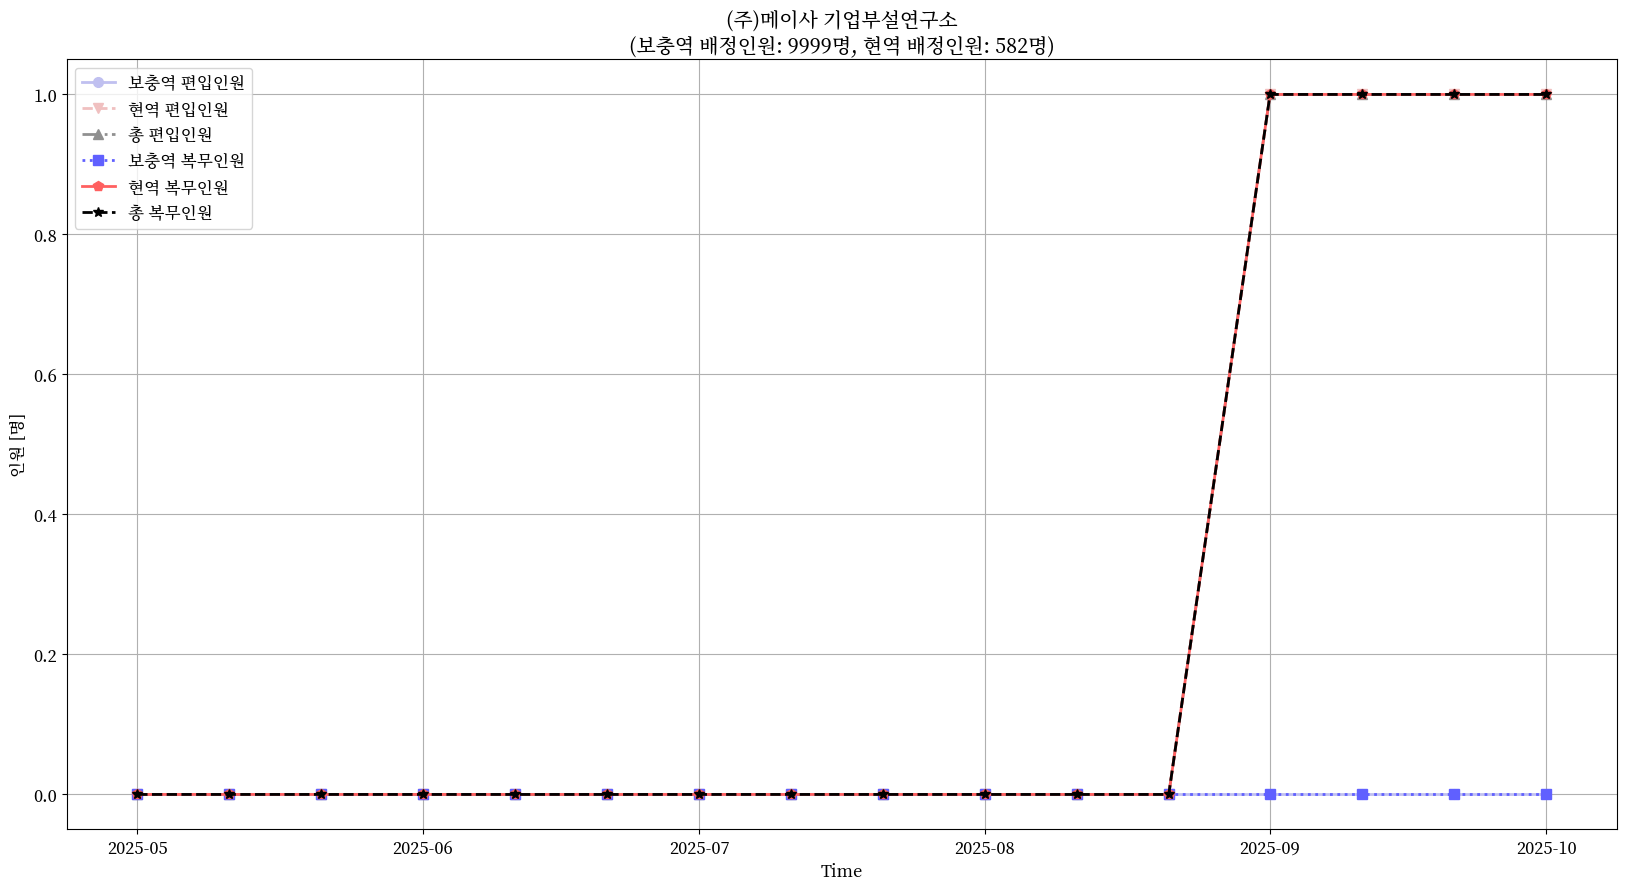 (주)메이사 기업부설연구소
(보충역 배정인원: 9999명, 현역 배정인원: 582명)
보충역 편입인원
현역 편입인원
총 편입인원
보충역 복무인원
현역 복무인원
총 복무인원
인원 [명]
1.0
0.8
0.6
0.4
0.2
0.0
2025-05
2025-06
2025-07
2025-08
2025-09
2025-10
Time